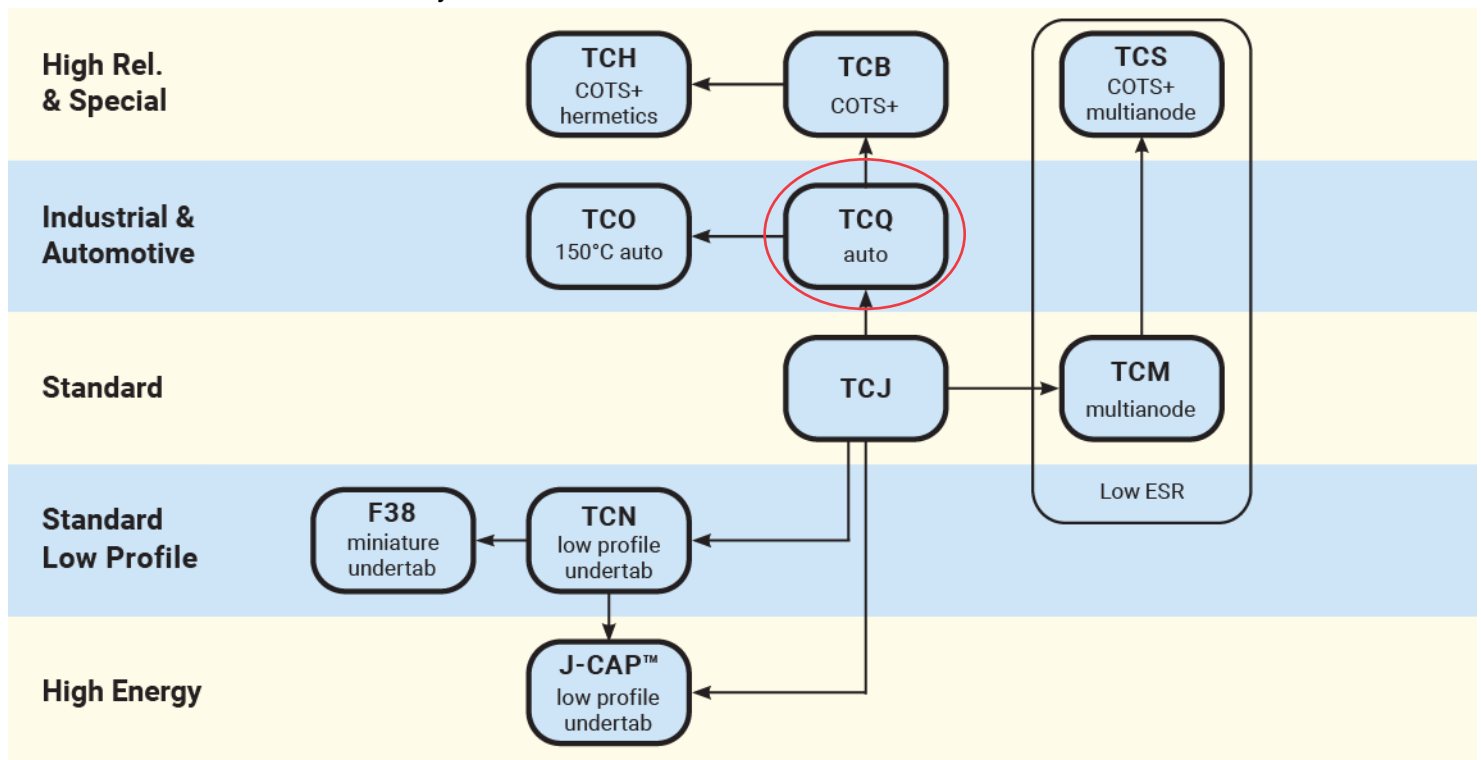 High Rel.
& Special
TCH
COTS+
hermetics
TCB
COTS+
TCS
COTS+
multianode
Industrial &
Automotive
TCO
150°C auto
TCQ
auto
Standard
TCJ
TCM
multianode
Low ESR
Standard
Low Profile
F38
miniature
undertab
TCN
low profile
undertab
High Energy
J-CAP™
low profile
undertab